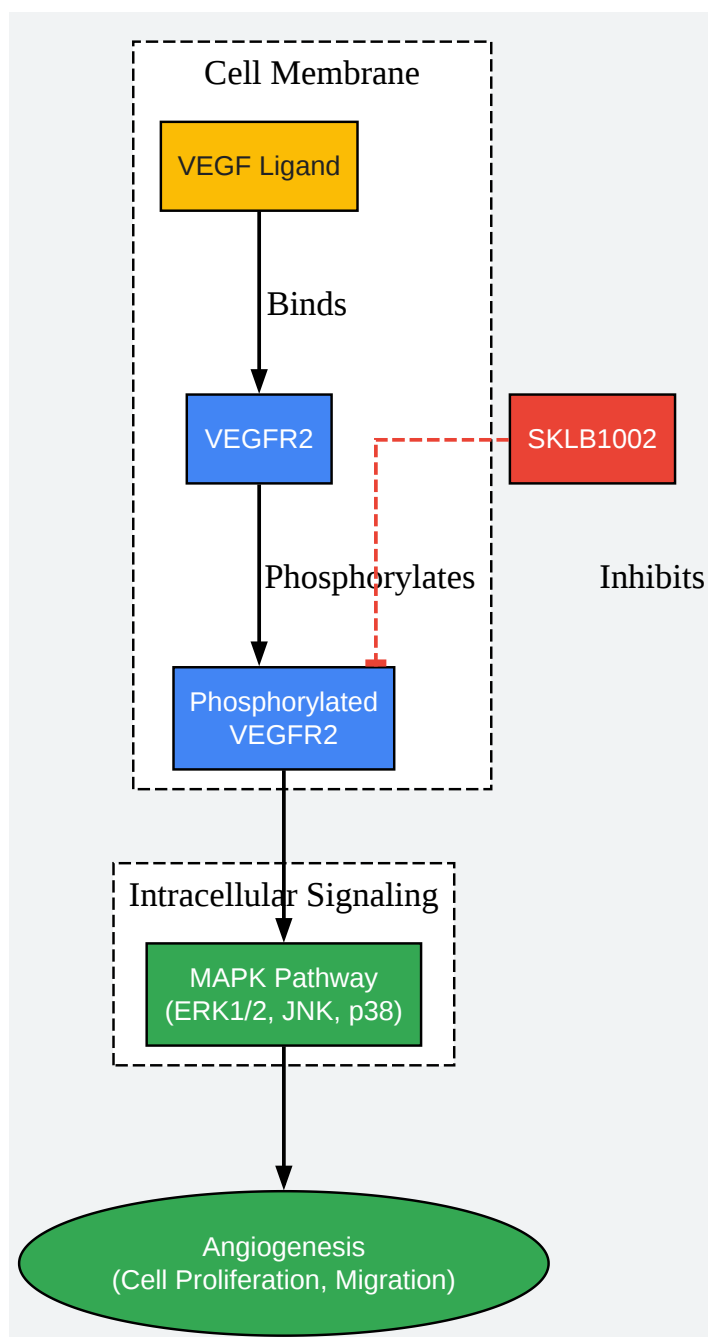 Cell Membrane
VEGF Ligand
Binds
VEGFR2
SKLB1002
Phosphorylates
Inhibits
Phosphorylated
VEGFR2
Intracellular Signaling
MAPK Pathway
(ERK1/2, JNK, p38)
Angiogenesis
(Cell Proliferation, Migration)